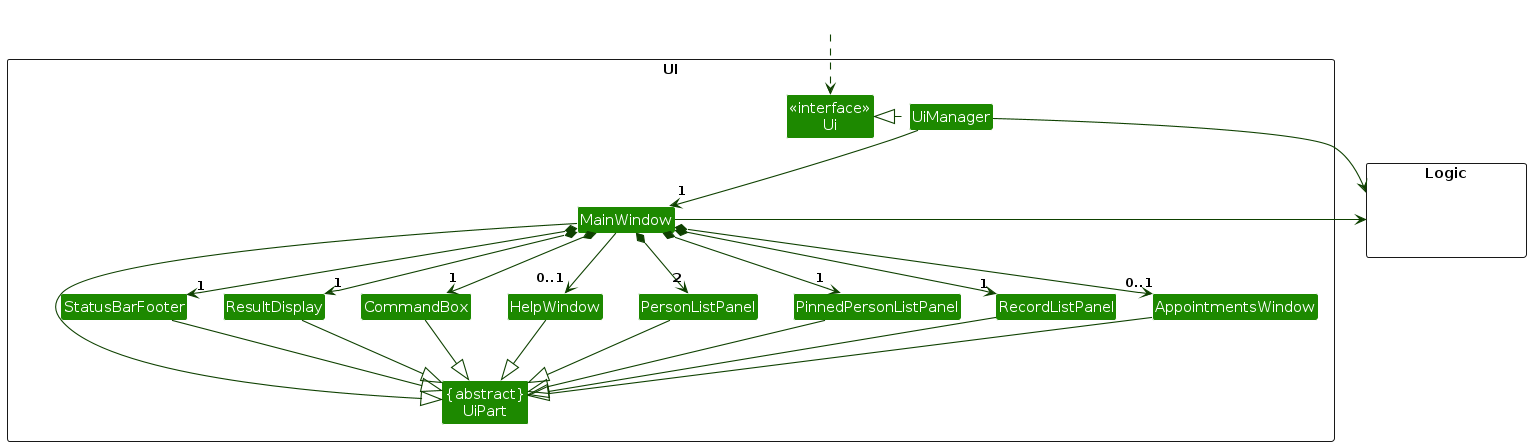 UI
«interface»
Ui
UiManager
Logic
1
MainWindow
1
1
1
0..1
2
1
1
0..1
StatusBarFooter
ResultDisplay
CommandBox
HelpWindow
PersonListPanel
PinnedPersonListPanel
RecordListPanel
AppointmentsWindow
{abstract}
UiPart